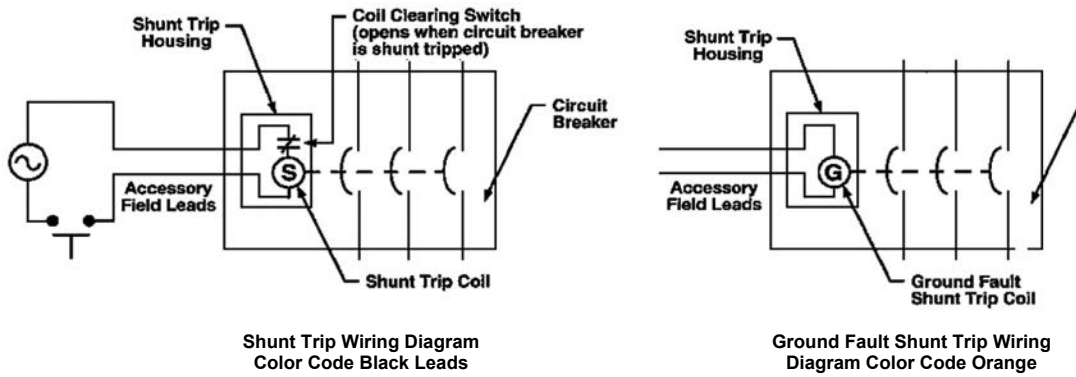 Shunt Trip
Housing
Coil Clearing Switch
(opens when circuit breaker
is shunt tripped)
Circuit
Breaker
S
Accessory
Field Leads
Shunt Trip Coil
Shunt Trip Wiring Diagram
Color Code Black Leads
Shunt Trip
Housing
G
Accessory
Field Leads
Ground Fault
Shunt Trip Coil
Ground Fault Shunt Trip Wiring
Diagram Color Code Orange